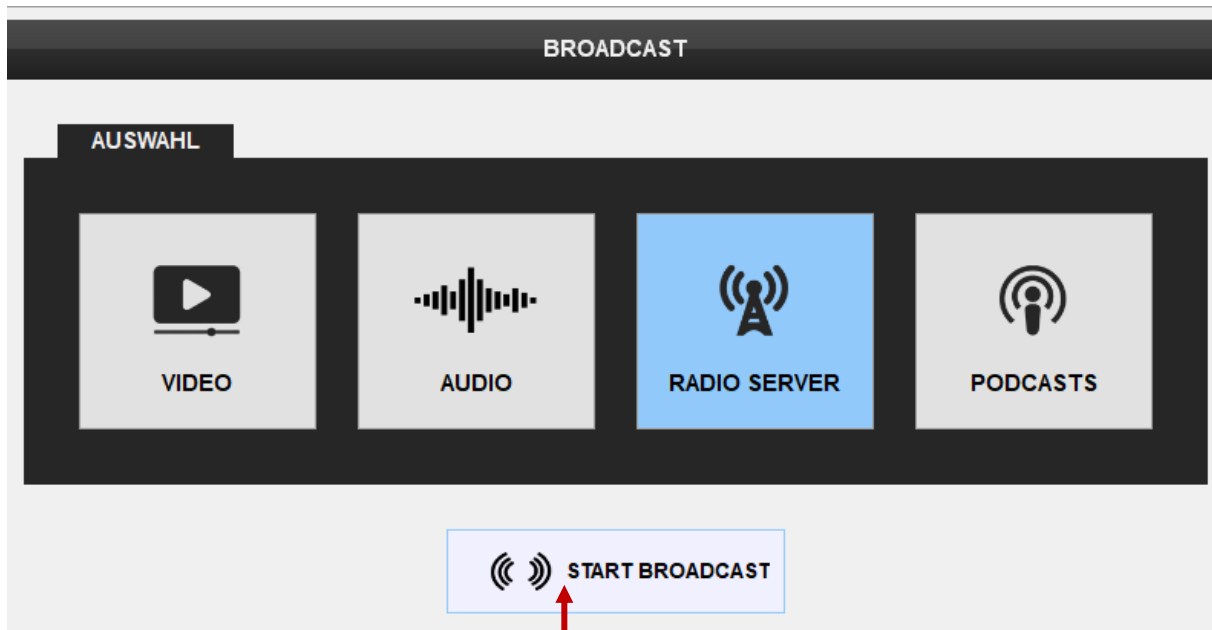 BROADCAST
AUSWAHL
VIDEO
AUDIO
RADIO SERVER
PODCASTS
START BROADCAST